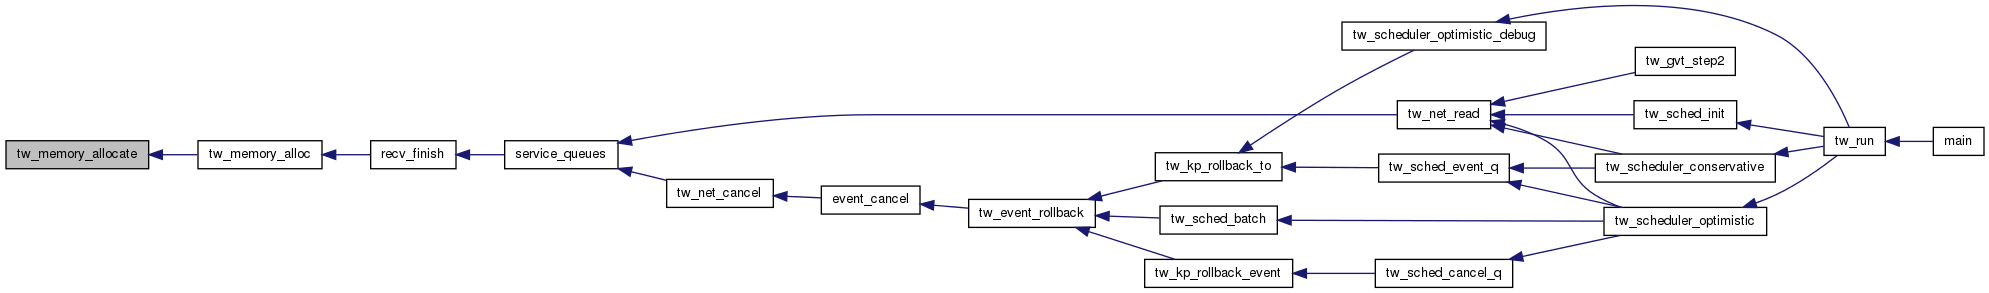 tw_memory_allocate
tw_memory_alloc
recv_finish
service_queues
tw_net_cancel
event_cancel
tw_event_rollback
tw_kp_rollback_to
tw_sched_batch
tw_kp_rollback_event
tw_scheduler_optimistic_debug
tw_net_read
tw_sched_event_q
tw_sched_cancel_q
tw_gvt_step2
tw_sched_init
tw_scheduler_conservative
tw_scheduler_optimistic
tw_run
main